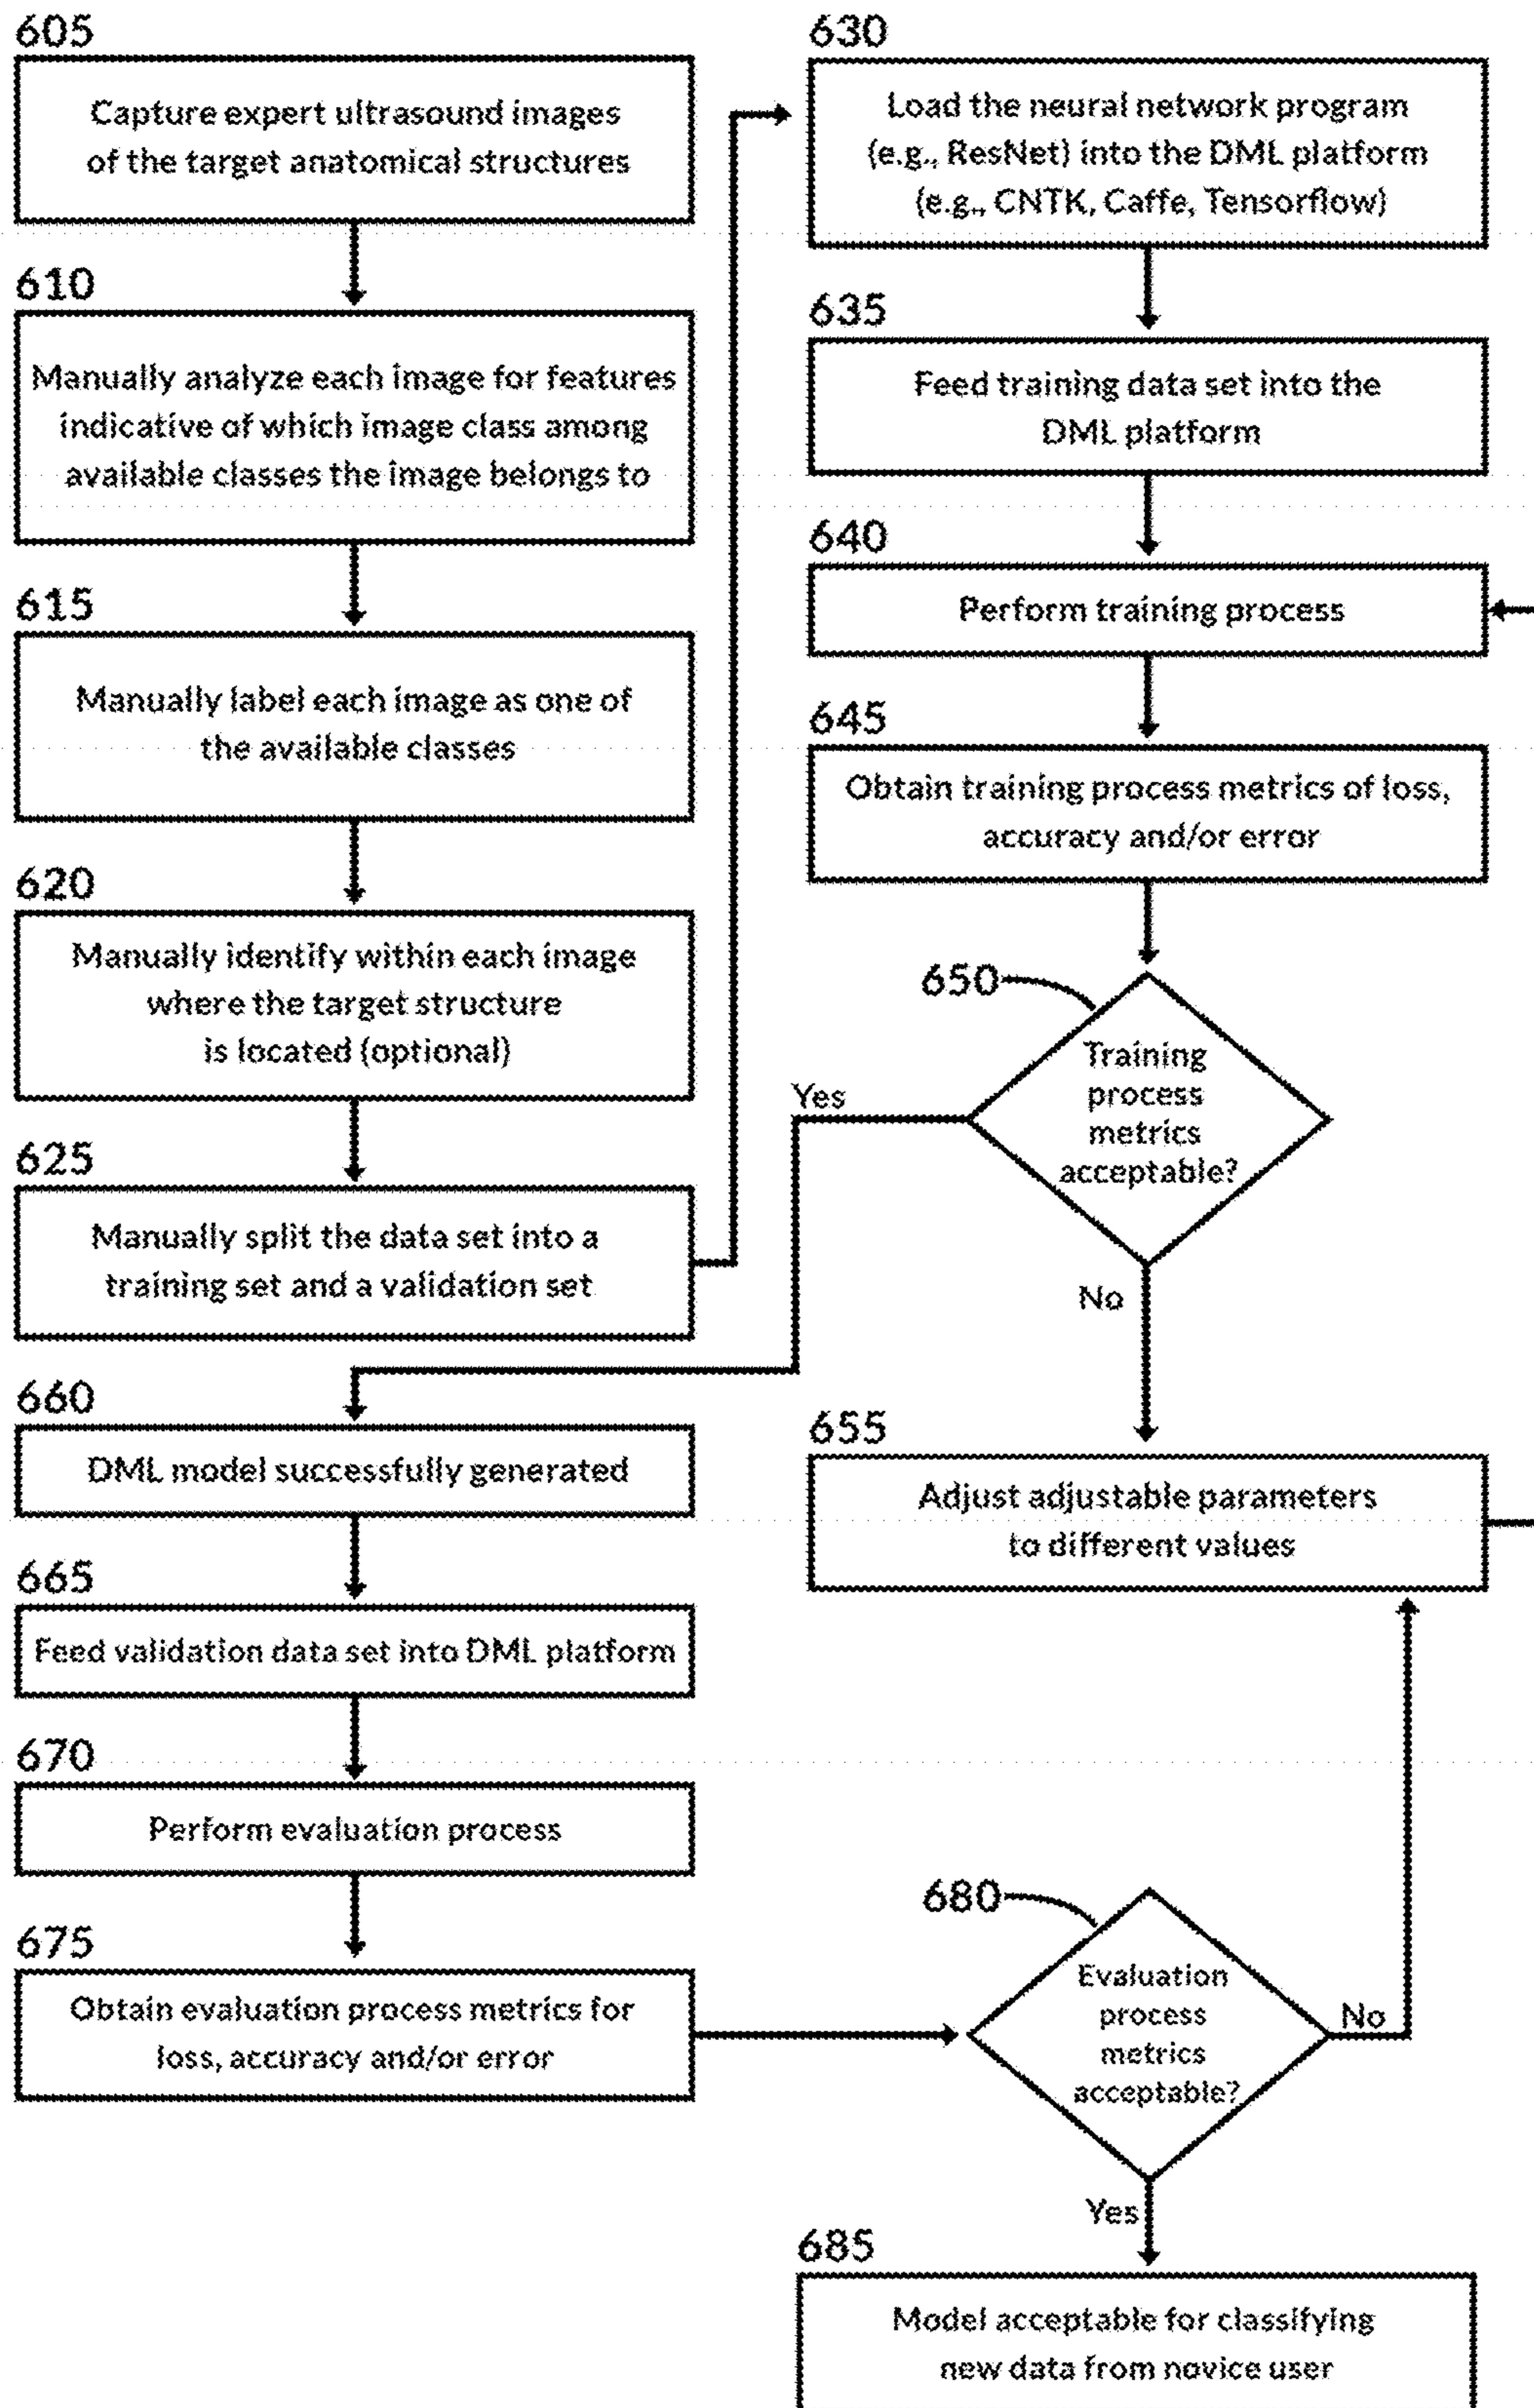 605
Capture expert ultrasound images
of the target anatomical structures
610
Manually analyze each image for features
indicative of which image class among
available classes the image belongs to
615
Manually label each image as one of
the available classes
620
Manually identify within each image
where the target structure
is located (optional)
625
Manually split the data set into a
training set and a validation set
630
Load the neural network program
(e.g., ResNet) into the DML platform
(e.g., CNTK, Caffe, Tensorflow)
635
Feed training data set into the
DML platform
640
Perform training process
645
Obtain training process metrics of loss,
accuracy and/or error
650
Training
process
metrics
acceptable?
Yes
No
655
Adjust adjustable parameters
to different values
660
DML model successfully generated
665
Feed validation data set into DML platform
670
Perform evaluation process
675
Obtain evaluation process metrics for
loss, accuracy and/or error
680
Evaluation
process
metrics
acceptable?
No
Yes
685
Model acceptable for classifying
new data from novice user